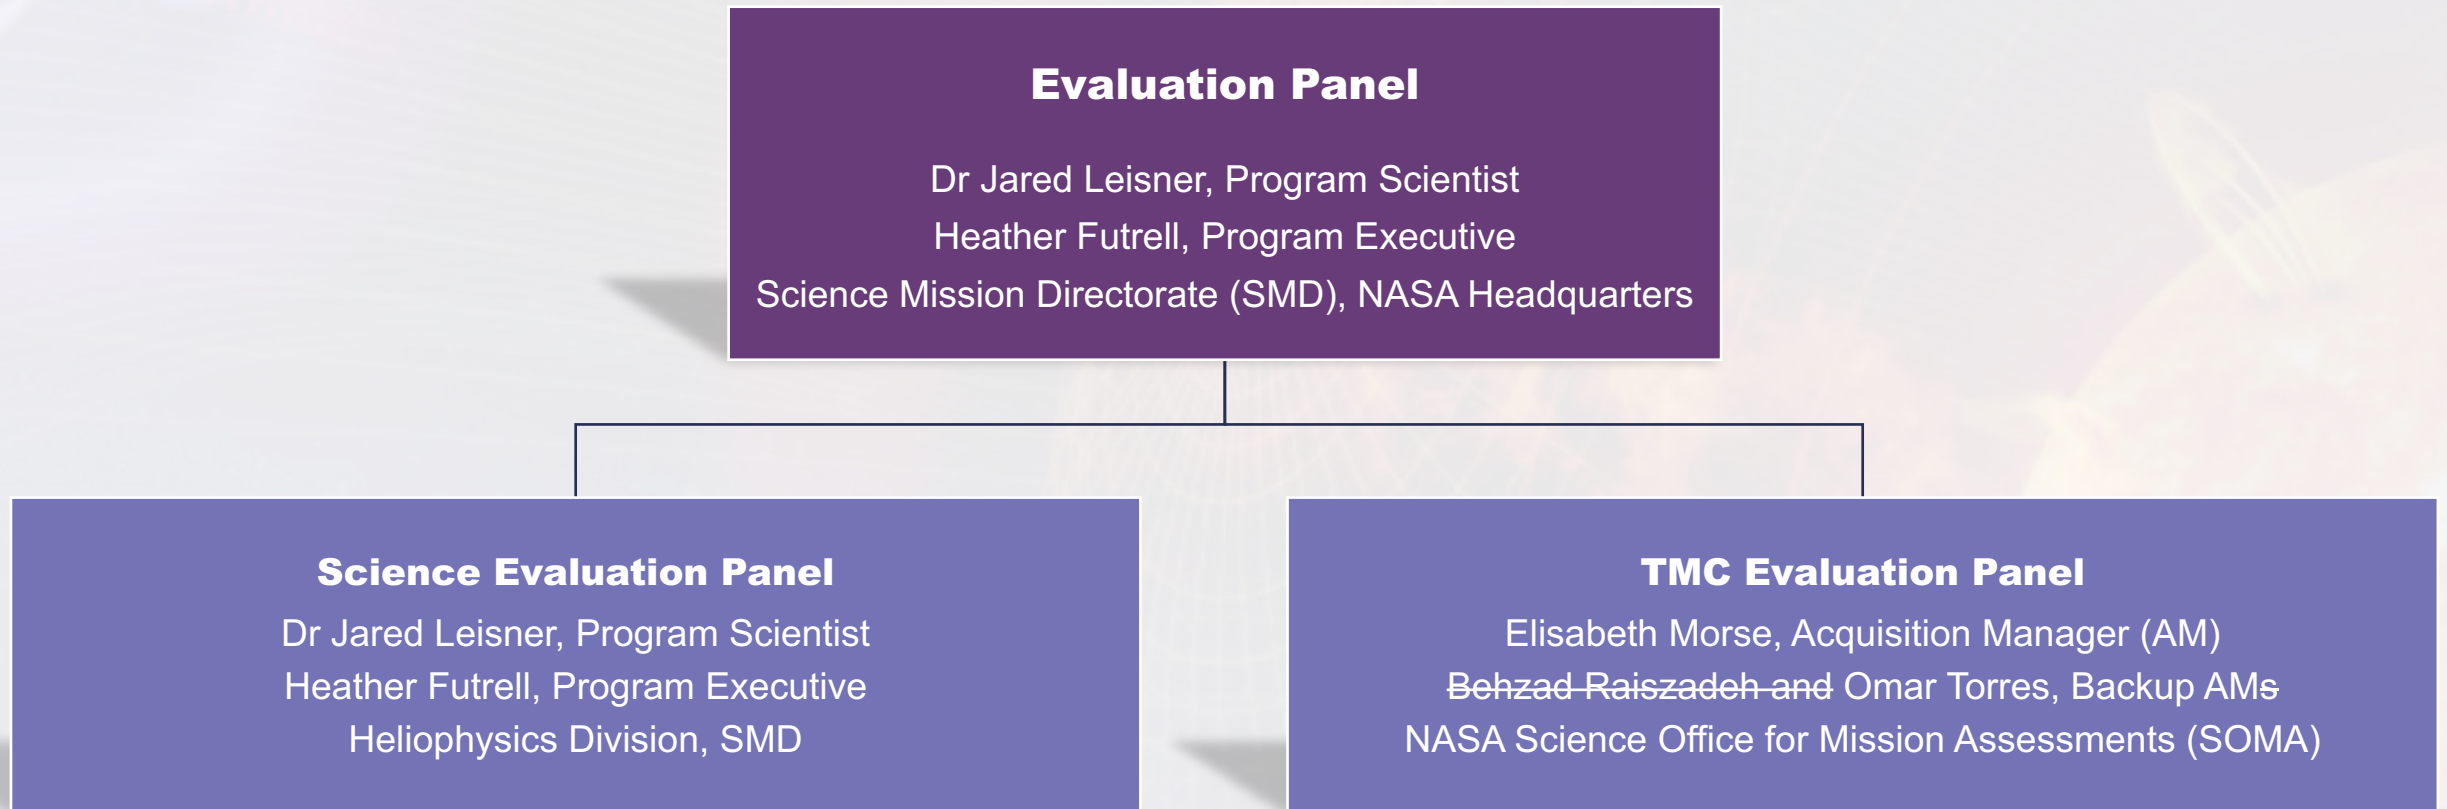 Evaluation Panel
Dr Jared Leisner, Program Scientist
Heather Futrell, Program Executive
Science Mission Directorate (SMD), NASA Headquarters
Science Evaluation Panel
Dr Jared Leisner, Program Scientist
Heather Futrell, Program Executive
Heliophysics Division, SMD
TMC Evaluation Panel
Elisabeth Morse, Acquisition Manager (AM)
Behzad Raiszadeh and Omar Torres, Backup AMs
NASA Science Office for Mission Assessments (SOMA)